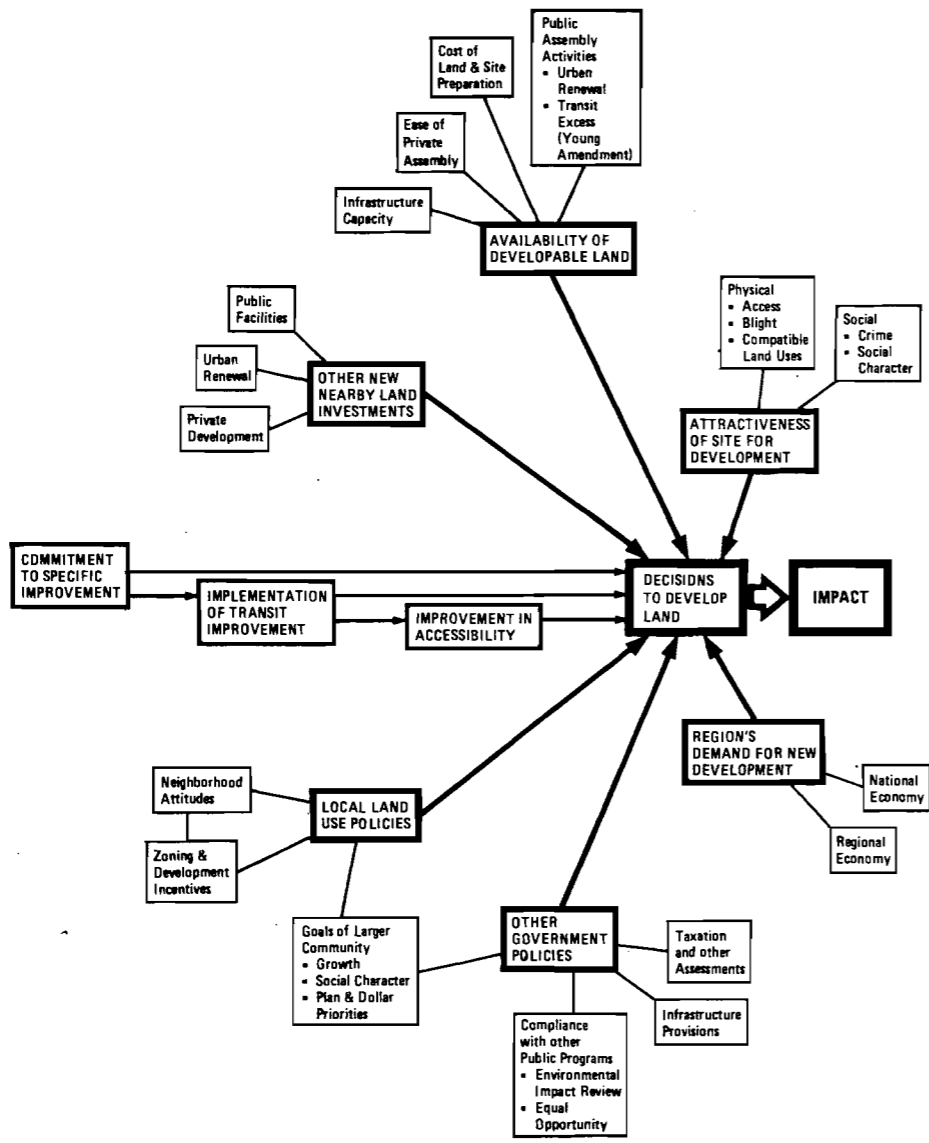 Public
Assembly
Activities
• Urban
Renewal
• Transit
Excess
(Young
Amendment)
Cost of
Land & Site
Preparation
Ease of
Private
Assembly
Infrastructure
Capacity
AVAILABILITY OF
DEVELOPABLE LAND
Public
Facilities
Urban
Renewal
Private
Development
OTHER NEW
NEARBY LAND
INVESTMENTS
Physical
• Access
• Blight
• Compatible
Land Uses
Social
• Crime
• Social
Character
ATTRACTIVENESS
OF SITE FOR
DEVELOPMENT
COMMITMENT
TO SPECIFIC
IMPROVEMENT
IMPLEMENTATION
OF TRANSIT
IMPROVEMENT
IMPROVEMENT IN
ACCESSIBILITY
DECISIONS
TO DEVELOP
LAND
IMPACT
REGION'S
DEMAND FOR NEW
DEVELOPMENT
National
Economy
Regional
Economy
Neighborhood
Attitudes
Zoning &
Development
Incentives
LOCAL LAND
USE POLICIES
Goals of Larger
Community
• Growth
• Social Character
• Plan & Dollar
Priorities
OTHER
GOVERNMENT
POLICIES
Taxation
and other
Assessments
Infrastructure
Provisions
Compliance
with other
Public Programs
• Environmental
Impact Review
• Equal
Opportunity